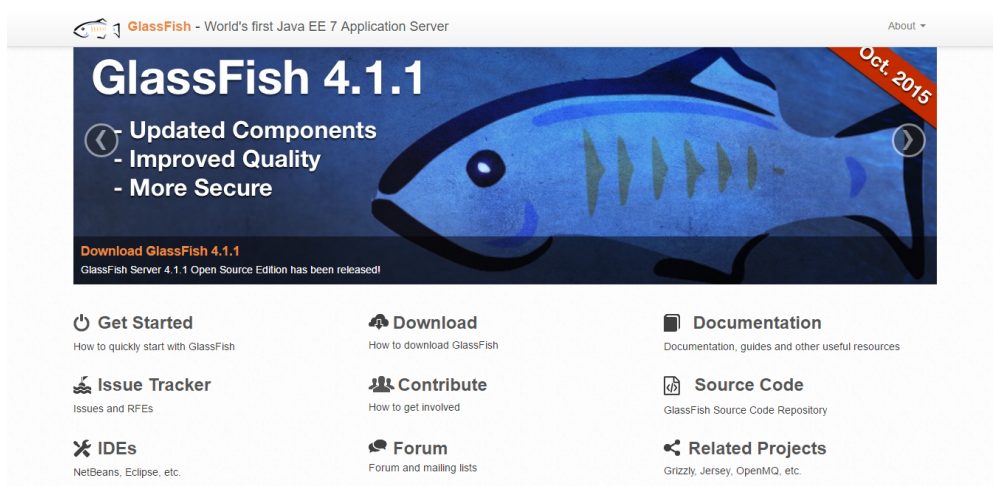 GlassFish - World's first Java EE 7 Application Server
About
GlassFish 4.1.1
Oct. 2015
- Updated Components
- Improved Quality
- More Secure
Download GlassFish 4.1.1
GlassFish Server 4.1.1 Open Source Edition has been released!
Get Started
How to quickly start with GlassFish
Download
How to download GlassFish
Documentation
Documentation, guides and other useful resources
Issue Tracker
Issues and RFEs
Contribute
How to get involved
Source Code
GlassFish Source Code Repository
IDEs
NetBeans, Eclipse, etc.
Forum
Forum and mailing lists
Related Projects
Grizzly, Jersey, OpenMQ, etc.